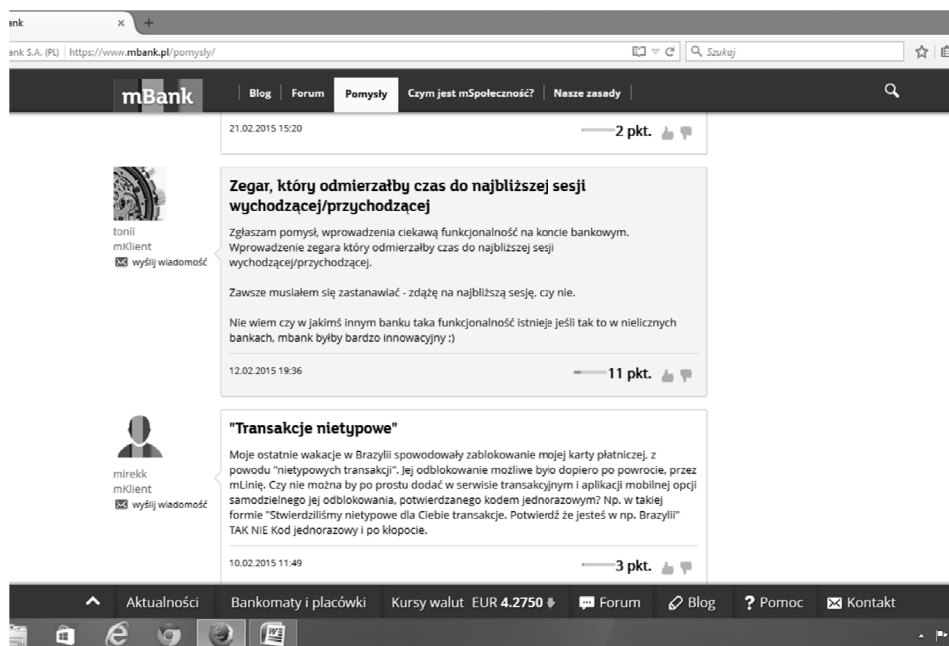 ank
ank S.A. (PL) https://www.mbank.pl/pomysly/
Szukaj
mBank Blog Forum Pomysły Czym jest mSpołeczność? Nasze zasady
21.02.2015 15:20 2 pkt.
Zegar, który odmierzałby czas do najbliższej sesji
wychodzącej/przychodzącej
tonii
mKlient
wyślij wiadomość
Zgłaszam pomysł, wprowadzenia ciekawą funkcjonalność na koncie bankowym.
Wprowadzenie zegara który odmierzałby czas do najbliższej sesji
wychodzącej/przychodzącej.
Zawsze musiałem się zastanawiać - zdążę na najbliższą sesję, czy nie.
Nie wiem czy w jakimś innym banku taka funkcjonalność istnieje jeśli tak to w nielicznych
bankach, mbank byłby bardzo innowacyjny ;)
12.02.2015 19:36 11 pkt.
"Transakcje nietypowe"
mirekk
mKlient
wyślij wiadomość
Moje ostatnie wakacje w Brazylii spowodowały zablokowanie mojej karty płatniczej, z
powodu "nietypowych transakcji". Jej odblokowanie możliwe było dopiero po powrocie, przez
mLinię. Czy nie można by po prostu dodać w serwisie transakcyjnym i aplikacji mobilnej opcji
samodzielnego jej odblokowania, potwierdzanego kodem jednorazowym? Np. w takiej
formie "Stwierdziliśmy nietypowe dla Ciebie transakcje. Potwierdź że jesteś w np. Brazylii"
TAK NIE Kod jednorazowy i po kłopocie.
10.02.2015 11:49 3 pkt.
Aktualności Bankomaty i placówki Kursy walut EUR 4.2750 Forum Blog ? Pomoc Kontakt